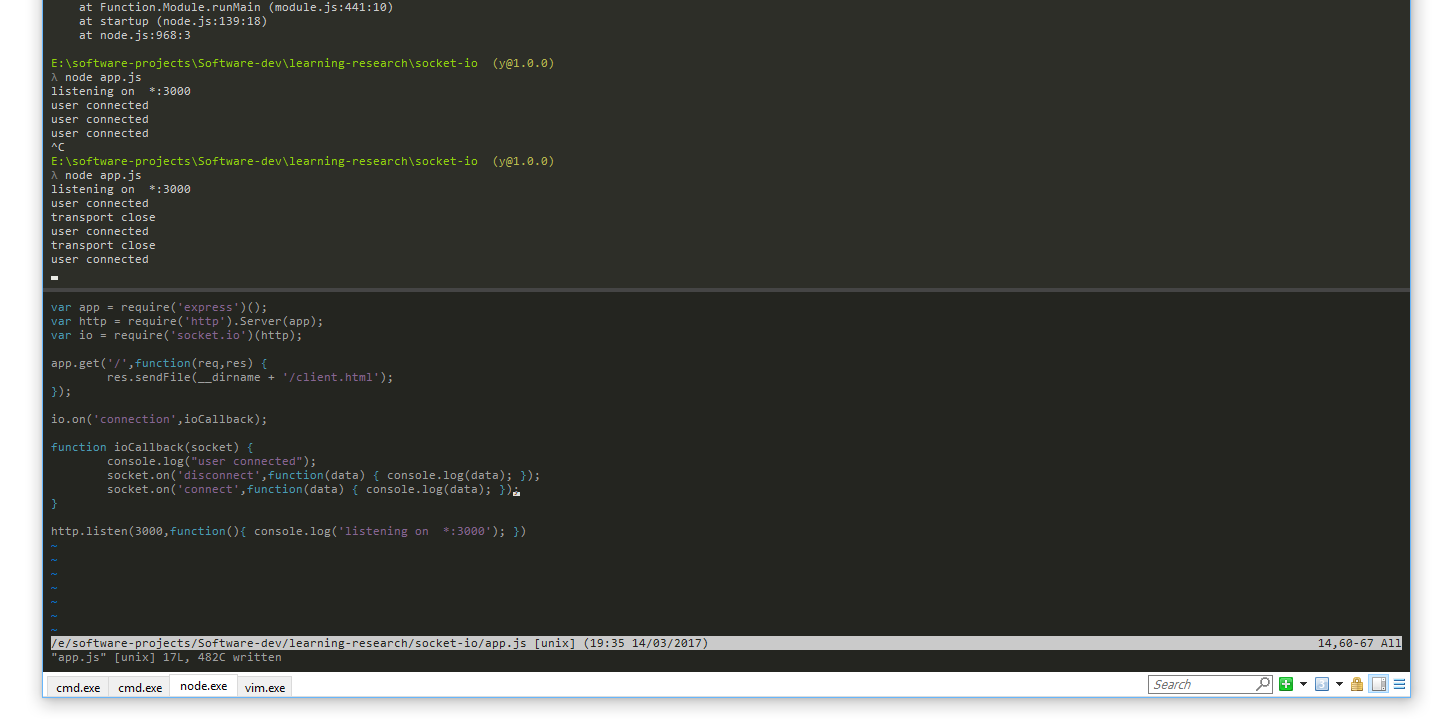 at Function.Module.runMain (module.js:441:10)
    at startup (node.js:139:18)
    at node.js:968:3
E:\software-projects\Software-dev\learning-research\socket-io  (y@1.0.0)
λ node app.js
listening on  *:3000
user connected
user connected
user connected
^C
E:\software-projects\Software-dev\learning-research\socket-io  (y@1.0.0)
λ node app.js
listening on  *:3000
user connected
transport close
user connected
transport close
user connected
var app = require('express')();
var http = require('http').Server(app);
var io = require('socket.io')(http);
app.get('/',function(req,res) {
        res.sendFile(__dirname + '/client.html');
});
io.on('connection',ioCallback);
function ioCallback(socket) {
        console.log("user connected");
        socket.on('disconnect',function(data) { console.log(data); });
        socket.on('connect',function(data) { console.log(data); });
}
http.listen(3000,function(){ console.log('listening on  *:3000'); })
~
~
~
~
~
~
~
/e/software-projects/Software-dev/learning-research/socket-io/app.js [unix] (19:35 14/03/2017) 14,60-67 All
"app.js" [unix] 17L, 482C written
cmd.exe cmd.exe node.exe vim.exe Search